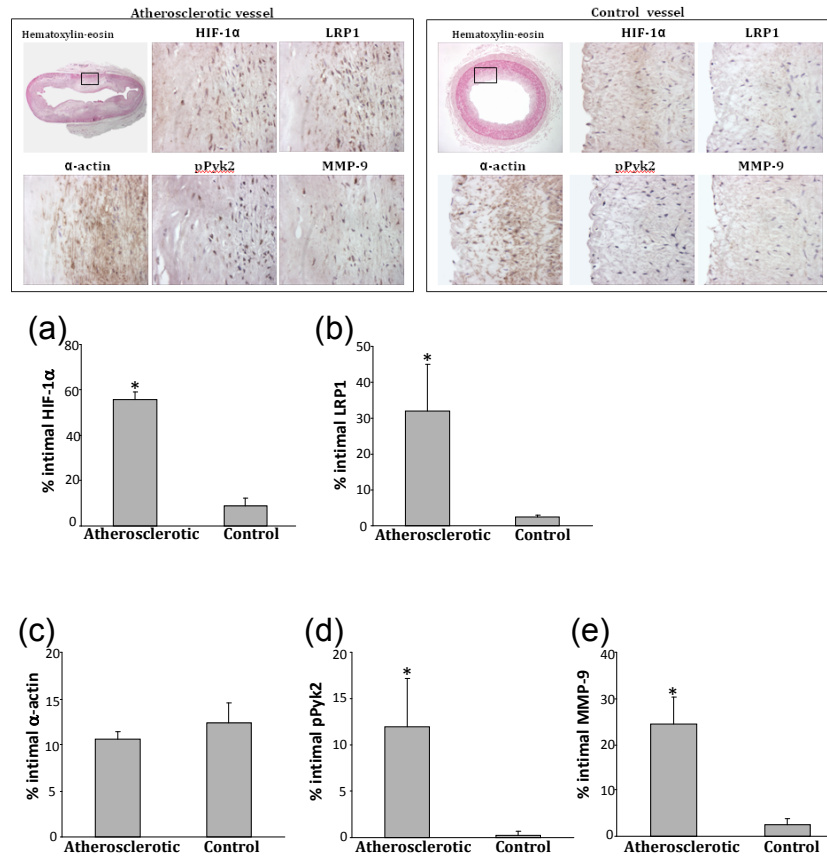 Atherosclerotic vessel
Hematoxylin-eosin
HIF-1α
LRP1
α-actin
pPyk2
MMP-9
Control vessel
Hematoxylin-eosin
HIF-1α
LRP1
α-actin
pPyk2
MMP-9
(a)
% intimal HIF-1α
80
60
40
20
0
*
Atherosclerotic
Control
(b)
% intimal LRP1
50
40
30
20
10
0
*
Atherosclerotic
Control
(c)
% intimal α-actin
20
15
10
5
0
Atherosclerotic
Control
(d)
% intimal pPyk2
20
15
10
5
0
*
Atherosclerotic
Control
(e)
% intimal MMP-9
40
30
20
10
0
*
Atherosclerotic
Control